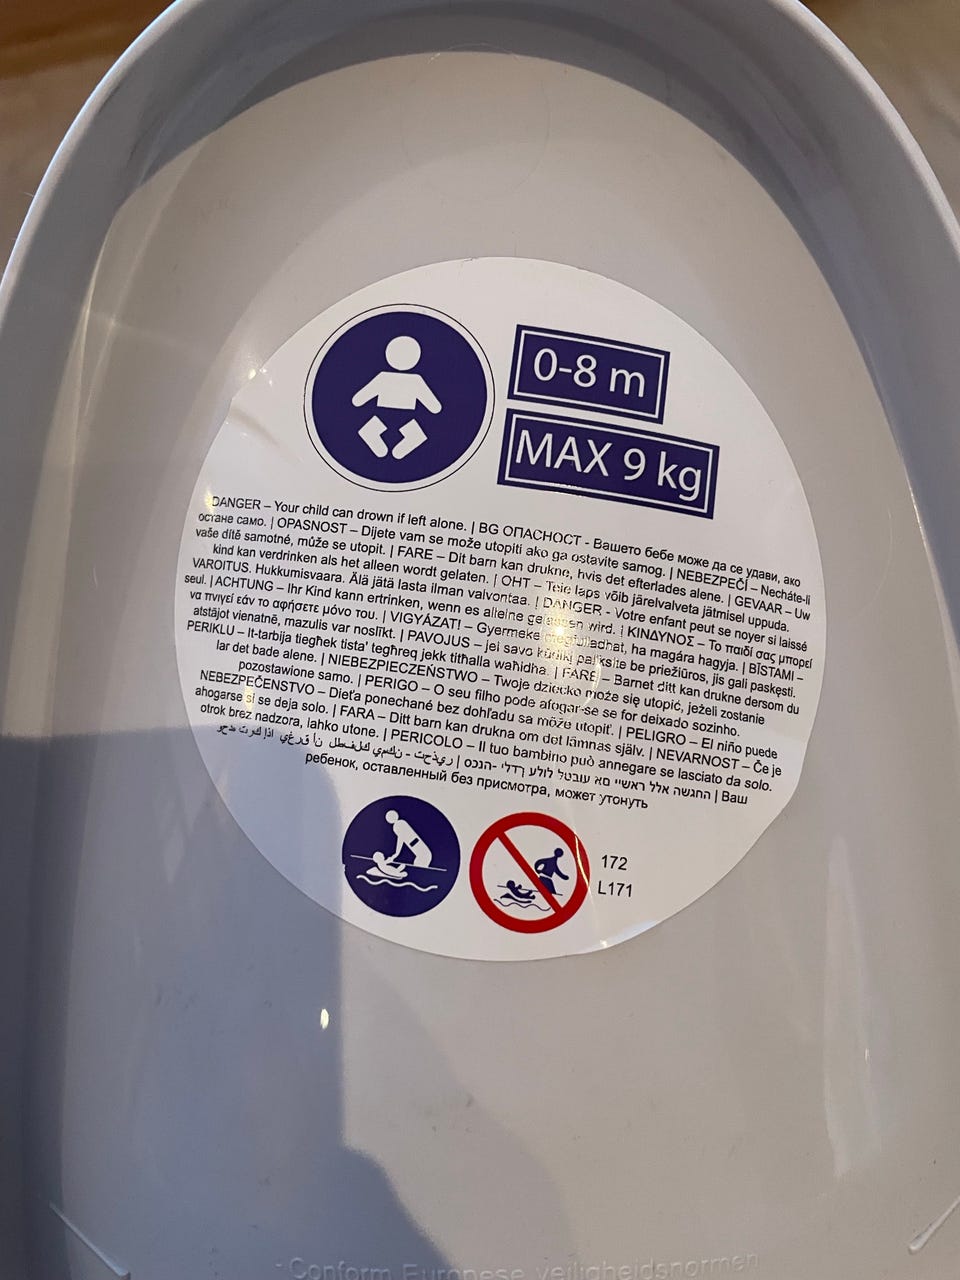 0-8 m
MAX 9 kg
DANGER – Your child can drown if left alone. | BG ОПАСНОСТ - Вашето бебе може да се удави, ако
остане само. | OPASNOST – Dijete vam se može utopiti ako ga ostavite samog. | NEBEZPEČÍ – Necháte-li
vaše dítě samotné, může se utopit. | FARE – Dit barn kan drukne, hvis det efterlades alene. | GEVAAR – Uw
kind kan verdrinken als het alleen wordt gelaten. | OHT – Teie laps võib järelvalveta jätmisel uppuda.
VAROITUS. Hukkumisvaara. Älä jätä lasta ilman valvontaa. | DANGER - Votre enfant peut se noyer si laissé
seul. | ACHTUNG – Ihr Kind kann ertrinken, wenn es alleine gelassen wird. | ΚΙΝΔΥΝΟΣ – Το παιδί σας μπορεί
να πνιγεί εάν το αφήσετε μόνο του. | VIGYÁZAT! – Gyermeke megfulladhat, ha magára hagyja. | BĪSTAMI –
atstājot vienatnē, mazulis var noslīkt. | PAVOJUS – jei savo kūdikį paliksite be priežiūros, jis gali paskęsti.
PERIKLU – It-tarbija tiegħek tista' tegħreq jekk titħalla waħidha. | FARE – Barnet ditt kan drukne dersom du
lar det bade alene. | NIEBEZPIECZEŃSTWO – Twoje dziecko może się utopić, jeżeli zostanie
pozostawione samo. | PERIGO – O seu filho pode afogar-se se for deixado sozinho.
NEBEZPEČENSTVO – Dieťa ponechané bez dohľadu sa môže utopiť. | PELIGRO – El niño puede
ahogarse si se deja solo. | FARA – Ditt barn kan drukna om det lämnas själv. | NEVARNOST – Če je
otrok brez nadzora, lahko utone. | PERICOLO – Il tuo bambino può annegare se lasciato da solo.
| Ваш
ребенок, оставленный без присмотра, может утонуть
172
L171
Conform Europese veiligheidsnormen